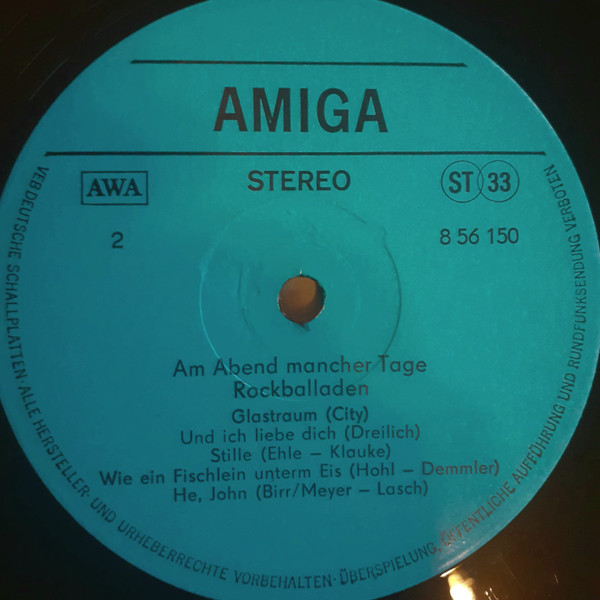 AMIGA
AWA
STEREO
ST 33
2
8 56 150
Am Abend mancher Tage
Rockballaden
Glastraum (City)
Und ich liebe dich (Dreilich)
Stille (Ehle – Klauke)
Wie ein Fischlein unterm Eis (Hohl – Demmler)
He, John (Birr/Meyer – Lasch)
VEB DEUTSCHE SCHALLPLATTEN · ALLE HERSTELLER- UND URHEBERRECHTE VORBEHALTEN · ÜBERSPIELUNG, ÖFFENTLICHE AUFFÜHRUNG UND RUNDFUNKSENDUNG VERBOTEN